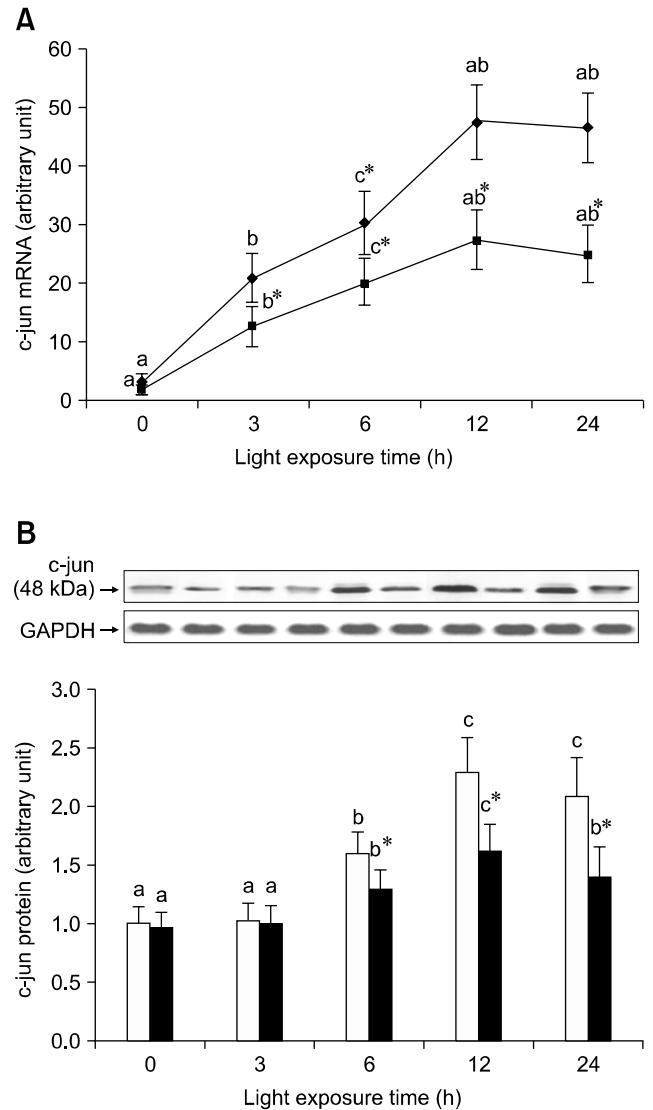 A
60
50
40
30
20
10
0
c-jun mRNA (arbitrary unit)
ab ab
c*
ab* ab*
b c*
b*
a
a
0 3 6 12 24
Light exposure time (h)
B
c-jun
(48 kDa)
GAPDH
3.0
2.5
2.0
1.5
1.0
0.5
0.0
c-jun protein (arbitrary unit)
c c
c*
b b*
b*
a a a a
0 3 6 12 24
Light exposure time (h)